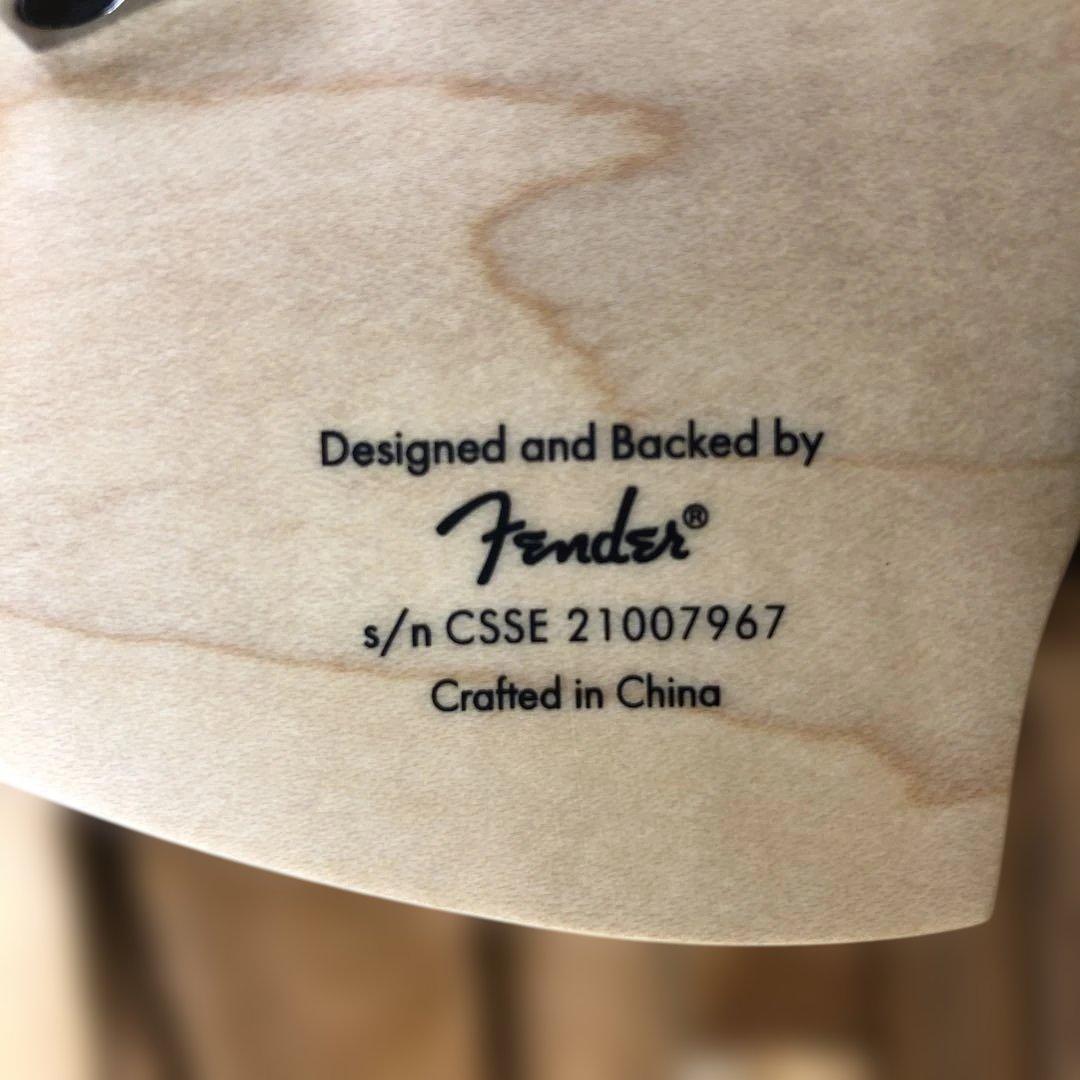 Designed and Backed by
Fender®
s/n CSSE 21007967
Crafted in China